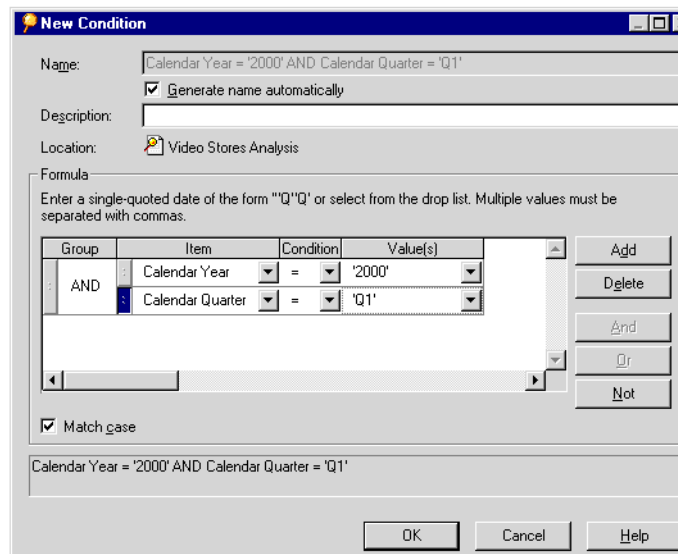 New Condition
Name: Calendar Year = '2000' AND Calendar Quarter = 'Q1'
Generate name automatically
Description:
Location: Video Stores Analysis
Formula
Enter a single-quoted date of the form "'Q''Q' or select from the drop list. Multiple values must be
separated with commas.
Group Item Condition Value(s)
AND
Calendar Year = '2000'
Calendar Quarter = 'Q1'
Add
Delete
And
Or
Not
Match case
Calendar Year = '2000' AND Calendar Quarter = 'Q1'
OK Cancel Help